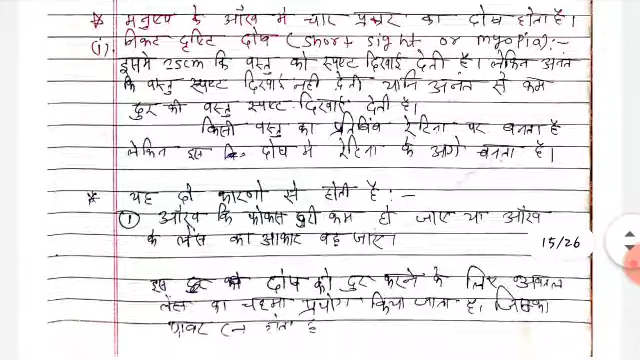 * मनुष्य के आँख मे चार प्रकार का दोष होता है।
(i). निकट दृष्टि दोष (short sight or myopia):-
इसमे 25cm कि वस्तु को स्पष्ट दिखाई देती है। लेकिन अनंत
कि वस्तु स्पष्ट दिखाई नही देती यानि अनंत से कम
दुर की वस्तु स्पष्ट दिखाई देती है।
किसी वस्तु का प्रतिबिंब रेटिना पर बनता है
लेकिन इस दोष मे रेटिना के आगे बनता है।
* यह दो कारणो से होती है:-
① आँख कि फोकस दुरी कम हो जाए या आँख
के लेंस का आकार बढ़ जाए।
15/26
इस दोष को दुर करने के लिए अवतल
लेंस का चश्मा प्रयोग किया जाता है, जिसका
पावर (-) होता है